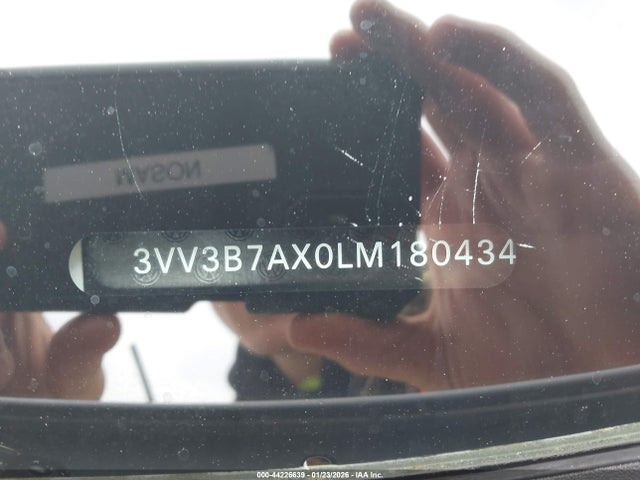 MASON
3VV3B7AX0LM180434
000-44226639 - 01/23/2026 - IAA Inc.